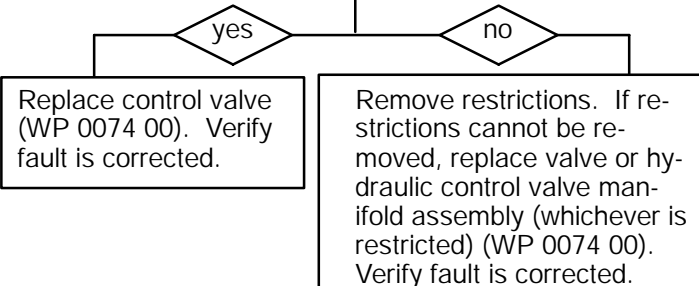 yes
no
Replace control valve
(WP 0074 00). Verify
fault is corrected.
Remove restrictions. If re-
strictions cannot be re-
moved, replace valve or hy-
draulic control valve man-
ifold assembly (whichever is
restricted) (WP 0074 00).
Verify fault is corrected.